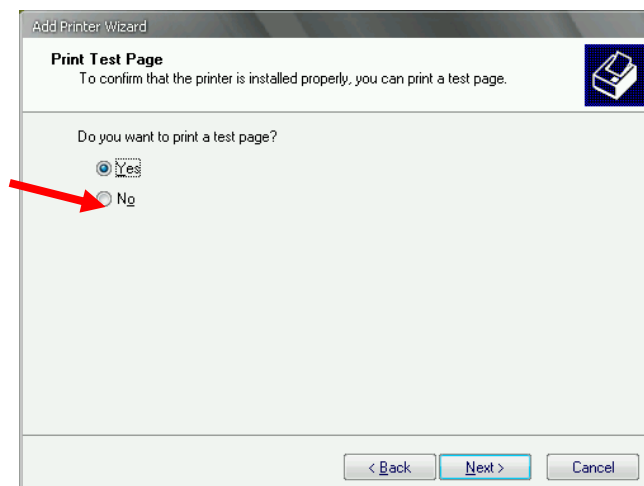 Add Printer Wizard
Print Test Page
To confirm that the printer is installed properly, you can print a test page.
Do you want to print a test page?
Yes
No
< Back Next > Cancel